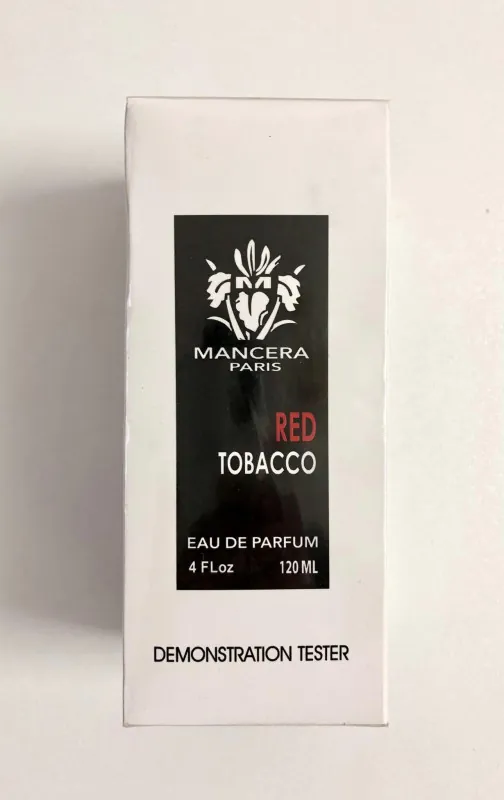 M
MANCERA
PARIS
RED
TOBACCO
EAU DE PARFUM
4 FLoz 120 ML
DEMONSTRATION TESTER